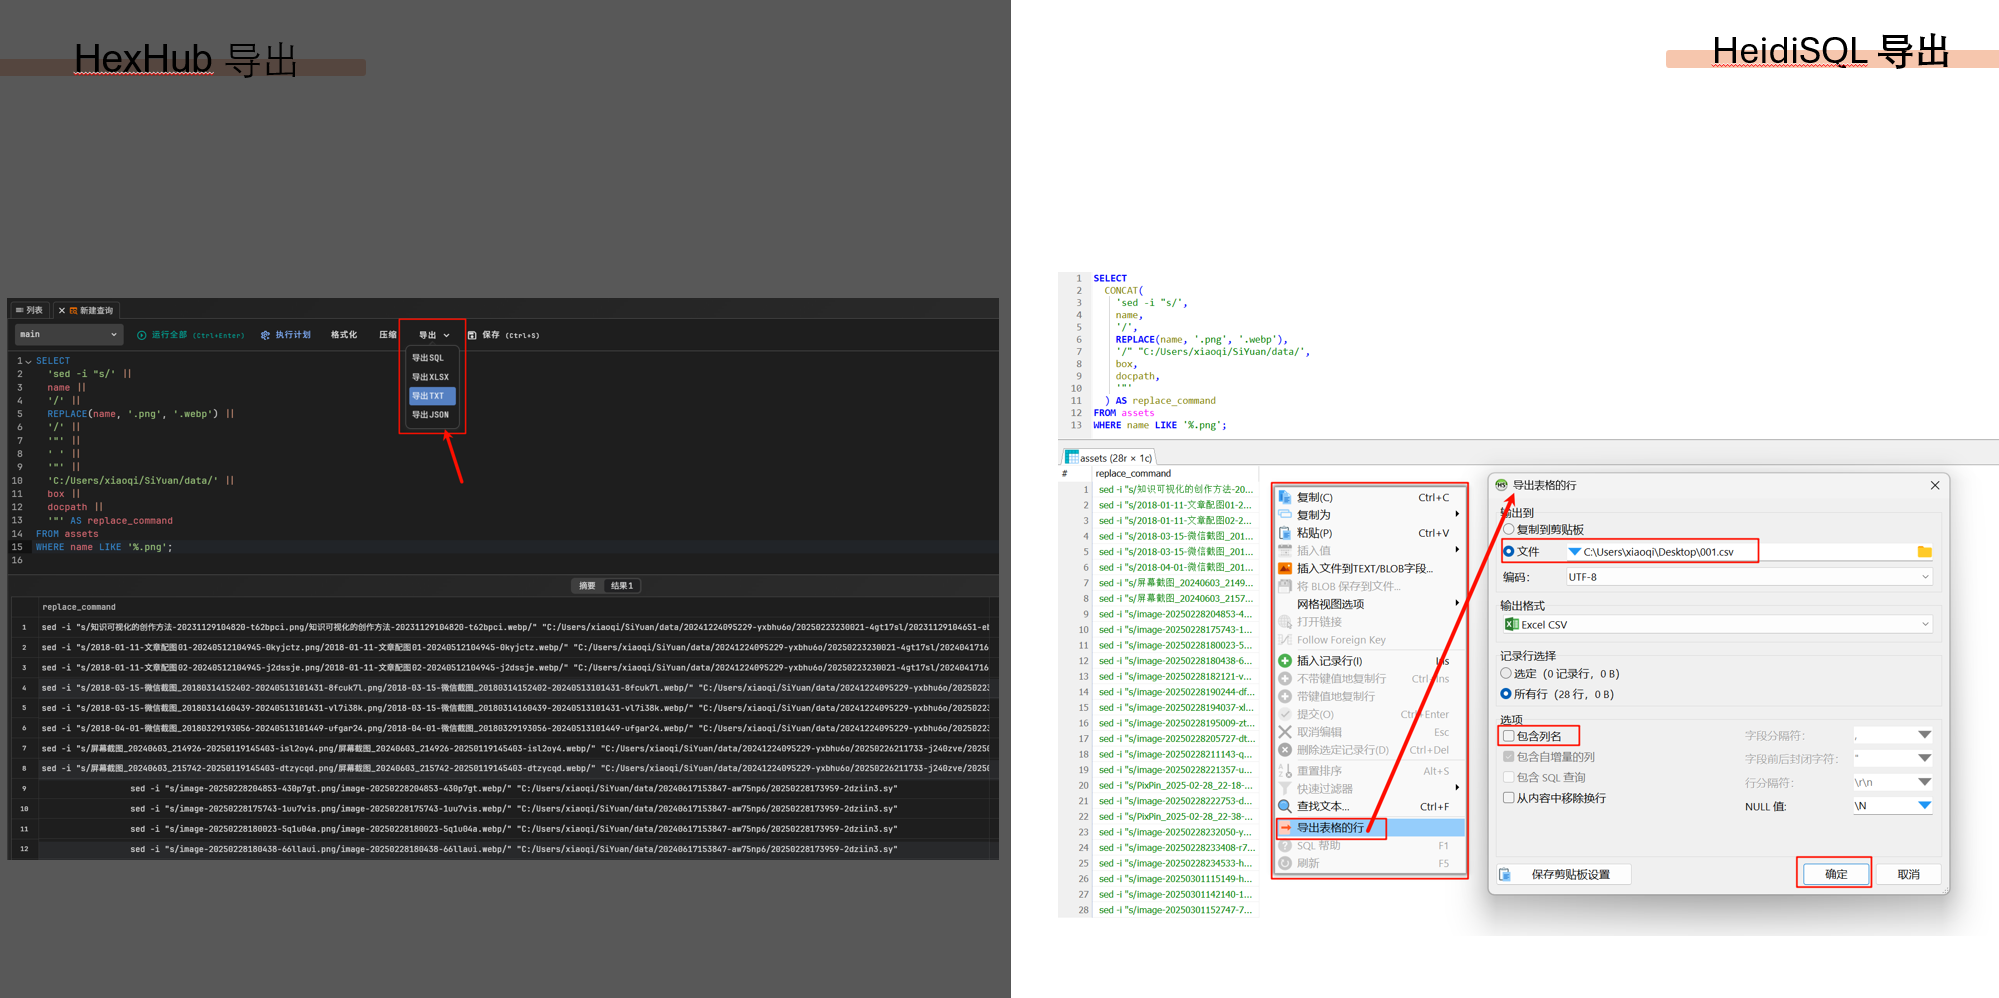 HexHub 导出
列表
新建查询
main
运行全部 (Ctrl+Enter)
执行计划
格式化
压缩
导出
保存 (Ctrl+S)
导出SQL
导出XLSX
导出TXT
导出JSON
1 SELECT
2 'sed -i "s/' ||
3 name ||
4 '/' ||
5 REPLACE(name, '.png', '.webp') ||
6 '/' ||
7 '"' ||
8 ' ' ||
9 '"' ||
10 'C:/Users/xiaoqi/SiYuan/data/' ||
11 box ||
12 docpath ||
13 '"' AS replace_command
14 FROM assets
15 WHERE name LIKE '%.png';
16
摘要
结果1
replace_command
1 sed -i "s/知识可视化的创作方法-20231129104820-t62bpci.png/知识可视化的创作方法-20231129104820-t62bpci.webp/" "C:/Users/xiaoqi/SiYuan/data/20241224095229-yxbhu6o/20250223230021-4gt17sl/20231129104651-eb
2 sed -i "s/2018-01-11-文章配图01-20240512104945-0kyjctz.png/2018-01-11-文章配图01-20240512104945-0kyjctz.webp/" "C:/Users/xiaoqi/SiYuan/data/20241224095229-yxbhu6o/20250223230021-4gt17sl/2024041716
3 sed -i "s/2018-01-11-文章配图02-20240512104945-j2dssje.png/2018-01-11-文章配图02-20240512104945-j2dssje.webp/" "C:/Users/xiaoqi/SiYuan/data/20241224095229-yxbhu6o/20250223230021-4gt17sl/2024041716
4 sed -i "s/2018-03-15-微信截图_20180314152402-20240513101431-8fcuk7l.png/2018-03-15-微信截图_20180314152402-20240513101431-8fcuk7l.webp/" "C:/Users/xiaoqi/SiYuan/data/20241224095229-yxbhu6o/20250223
5 sed -i "s/2018-03-15-微信截图_20180314160439-20240513101431-vl7i38k.png/2018-03-15-微信截图_20180314160439-20240513101431-vl7i38k.webp/" "C:/Users/xiaoqi/SiYuan/data/20241224095229-yxbhu6o/20250223
6 sed -i "s/2018-04-01-微信截图_20180329193056-20240513101449-ufgar24.png/2018-04-01-微信截图_20180329193056-20240513101449-ufgar24.webp/" "C:/Users/xiaoqi/SiYuan/data/20241224095229-yxbhu6o/20250223
7 sed -i "s/屏幕截图_20240603_214926-20250119145403-isl2oy4.png/屏幕截图_20240603_214926-20250119145403-isl2oy4.webp/" "C:/Users/xiaoqi/SiYuan/data/20241224095229-yxbhu6o/20250226211733-j240zve/20250
8 sed -i "s/屏幕截图_20240603_215742-20250119145403-dtzycqd.png/屏幕截图_20240603_215742-20250119145403-dtzycqd.webp/" "C:/Users/xiaoqi/SiYuan/data/20241224095229-yxbhu6o/20250226211733-j240zve/20250
9 sed -i "s/image-20250228204853-430p7gt.png/image-20250228204853-430p7gt.webp/" "C:/Users/xiaoqi/SiYuan/data/20240617153847-aw75np6/20250228173959-2dziin3.sy"
10 sed -i "s/image-20250228175743-1uu7vis.png/image-20250228175743-1uu7vis.webp/" "C:/Users/xiaoqi/SiYuan/data/20240617153847-aw75np6/20250228173959-2dziin3.sy"
11 sed -i "s/image-20250228180023-5q1u04a.png/image-20250228180023-5q1u04a.webp/" "C:/Users/xiaoqi/SiYuan/data/20240617153847-aw75np6/20250228173959-2dziin3.sy"
12 sed -i "s/image-20250228180438-66llaui.png/image-20250228180438-66llaui.webp/" "C:/Users/xiaoqi/SiYuan/data/20240617153847-aw75np6/20250228173959-2dziin3.sy"
HeidiSQL 导出
1 SELECT
2 CONCAT(
3 'sed -i "s/',
4 name,
5 '/',
6 REPLACE(name, '.png', '.webp'),
7 '/" "C:/Users/xiaoqi/SiYuan/data/',
8 box,
9 docpath,
10 '"'
11 ) AS replace_command
12 FROM assets
13 WHERE name LIKE '%.png';
assets (28r × 1c)
# replace_command
1 sed -i "s/知识可视化的创作方法-20...
2 sed -i "s/2018-01-11-文章配图01-2...
3 sed -i "s/2018-01-11-文章配图02-2...
4 sed -i "s/2018-03-15-微信截图_201...
5 sed -i "s/2018-03-15-微信截图_201...
6 sed -i "s/2018-04-01-微信截图_201...
7 sed -i "s/屏幕截图_20240603_2149...
8 sed -i "s/屏幕截图_20240603_2157...
9 sed -i "s/image-20250228204853-4...
10 sed -i "s/image-20250228175743-1...
11 sed -i "s/image-20250228180023-5...
12 sed -i "s/image-20250228180438-6...
13 sed -i "s/image-20250228182121-v...
14 sed -i "s/image-20250228190244-df...
15 sed -i "s/image-20250228194037-xl...
16 sed -i "s/image-20250228195009-zt...
17 sed -i "s/image-20250228205727-dt...
18 sed -i "s/image-20250228211143-q...
19 sed -i "s/image-20250228221357-u...
20 sed -i "s/PixPin_2025-02-28_22-18-...
21 sed -i "s/image-20250228222753-d...
22 sed -i "s/PixPin_2025-02-28_22-38-...
23 sed -i "s/image-20250228232050-y...
24 sed -i "s/image-20250228233408-r7...
25 sed -i "s/image-20250228234533-h...
26 sed -i "s/image-20250301115149-h...
27 sed -i "s/image-20250301142140-1...
28 sed -i "s/image-20250301152747-7...
复制(C) Ctrl+C
复制为
粘贴(P) Ctrl+V
插入值
插入文件到TEXT/BLOB字段...
将 BLOB 保存到文件...
网格视图选项
打开链接
Follow Foreign Key
插入记录行(I) Ins
不带键值地复制行 Ctrl+Ins
带键值地复制行
提交(O) Ctrl+Enter
取消编辑 Esc
删除选定记录行(D) Ctrl+Del
重置排序 Alt+S
快速过滤器
查找文本... Ctrl+F
导出表格的行
SQL 帮助 F1
刷新 F5
导出表格的行
输出到
复制到剪贴板
文件 C:\Users\xiaoqi\Desktop\001.csv
编码: UTF-8
输出格式
Excel CSV
记录行选择
选定 (0 记录行, 0 B)
所有行 (28 行, 0 B)
选项
包含列名
包含自增量的列
包含 SQL 查询
从内容中移除换行
字段分隔符: ,
字段前后封闭字符: "
行分隔符: \r\n
NULL 值: \N
保存剪贴板设置
确定
取消